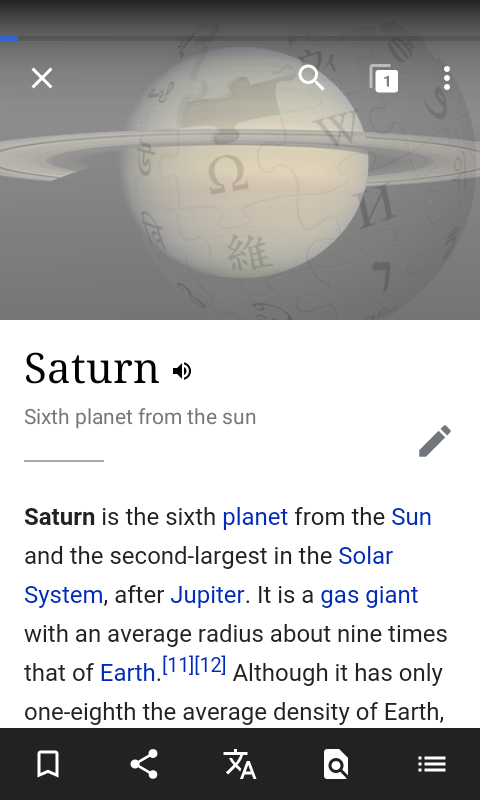 1
W
Ω
И
維
Saturn
Sixth planet from the sun
Saturn is the sixth planet from the Sun
and the second-largest in the Solar
System, after Jupiter. It is a gas giant
with an average radius about nine times
that of Earth.[11][12] Although it has only
one-eighth the average density of Earth,